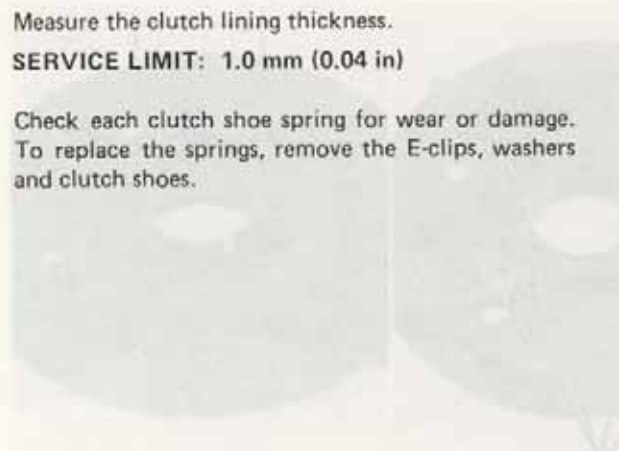 Measure the clutch lining thickness.
SERVICE LIMIT: 1.0 mm (0.04 in)
Check each clutch shoe spring for wear or damage.
To replace the springs, remove the E-clips, washers
and clutch shoes.